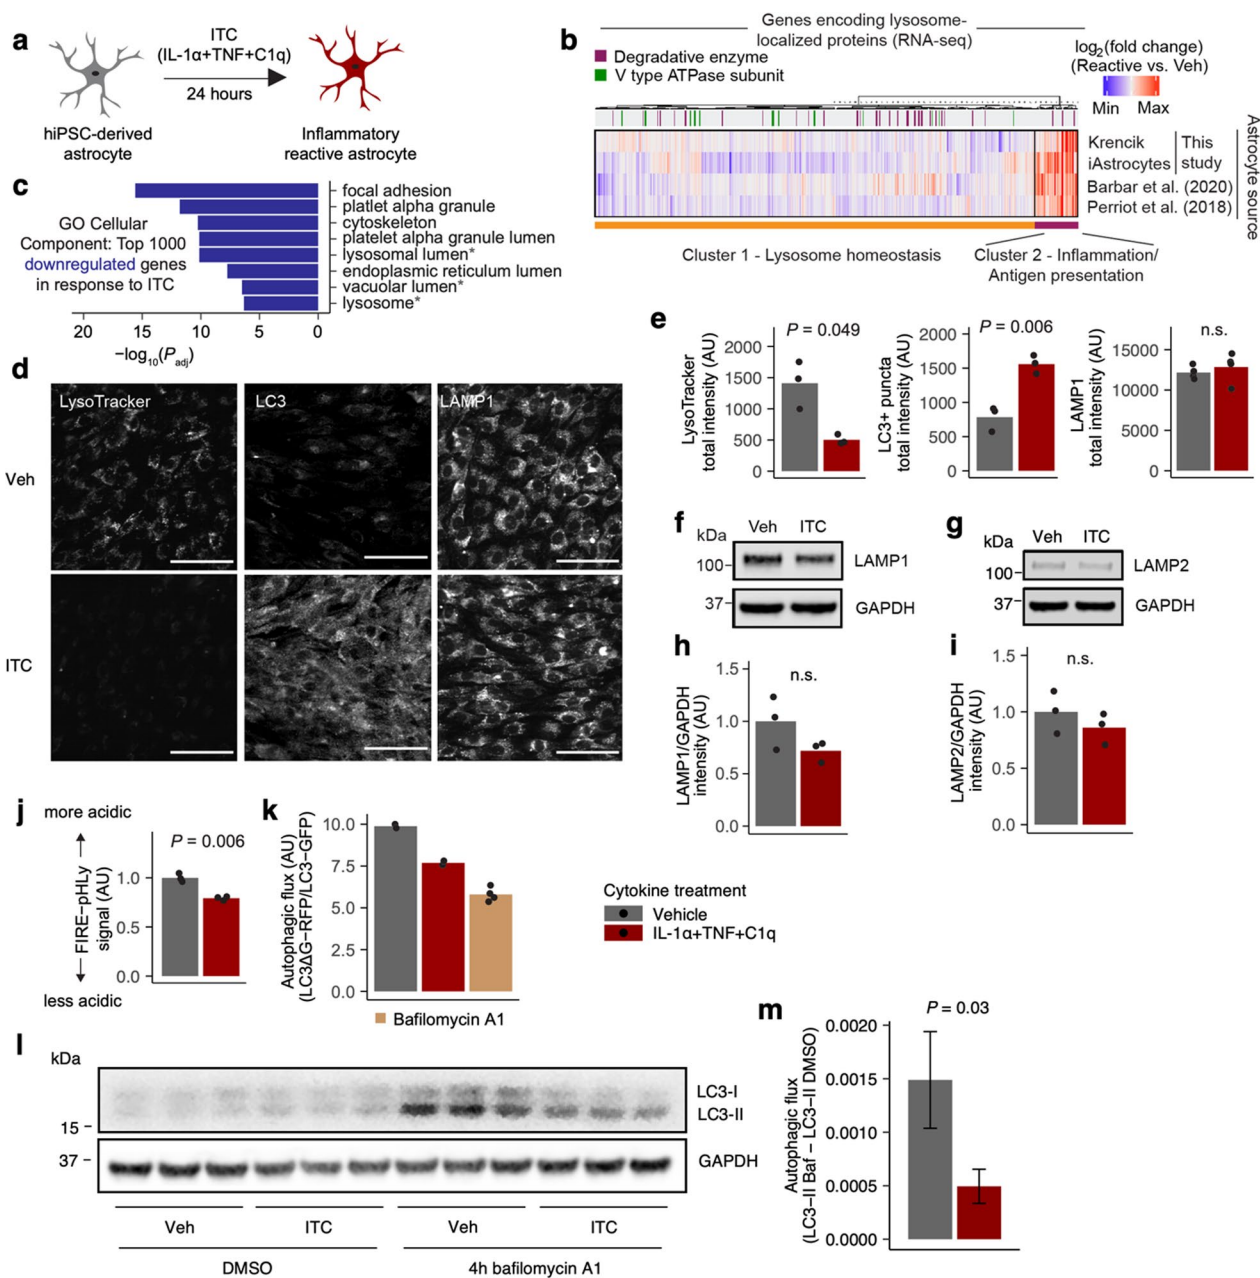 a
ITC
(IL-1α+TNF+C1q)
24 hours
hiPSC-derived
astrocyte
Inflammatory
reactive astrocyte
b
Genes encoding lysosome-
localized proteins (RNA-seq)
Degradative enzyme
V type ATPase subunit
log2(fold change)
(Reactive vs. Veh)
Min Max
Krencik
iAstrocytes
This
study
Barbar et al. (2020)
Perriot et al. (2018)
Astrocyte source
Cluster 1 - Lysosome homeostasis
Cluster 2 - Inflammation/
Antigen presentation
c
GO Cellular
Component: Top 1000
downregulated genes
in response to ITC
focal adhesion
platlet alpha granule
cytoskeleton
platelet alpha granule lumen
lysosomal lumen*
endoplasmic reticulum lumen
vacuolar lumen*
lysosome*
20 15 10 5 0
−log10(Padj)
d
LysoTracker
LC3
LAMP1
Veh
ITC
e
P = 0.049
LysoTracker
total intensity (AU)
2000
1500
1000
500
0
P = 0.006
LC3+ puncta
total intensity (AU)
2000
1500
1000
500
0
n.s.
LAMP1
total intensity (AU)
15000
10000
5000
0
f
kDa
Veh ITC
100
LAMP1
37
GAPDH
g
kDa
Veh ITC
100
LAMP2
37
GAPDH
h
n.s.
LAMP1/GAPDH
intensity (AU)
1.5
1.0
0.5
0.0
i
n.s.
LAMP2/GAPDH
intensity (AU)
1.5
1.0
0.5
0.0
j
more acidic
P = 0.006
FIRE−pHLy
signal (AU)
1.0
0.5
0.0
less acidic
k
Autophagic flux (AU)
(LC3ΔG−RFP/LC3−GFP)
10.0
7.5
5.0
2.5
0.0
Bafilomycin A1
Cytokine treatment
Vehicle
IL-1α+TNF+C1q
l
kDa
15
37
LC3-I
LC3-II
GAPDH
Veh ITC Veh ITC
DMSO 4h bafilomycin A1
m
P = 0.03
Autophagic flux
(LC3−II Baf − LC3−II DMSO)
0.0020
0.0015
0.0010
0.0005
0.0000